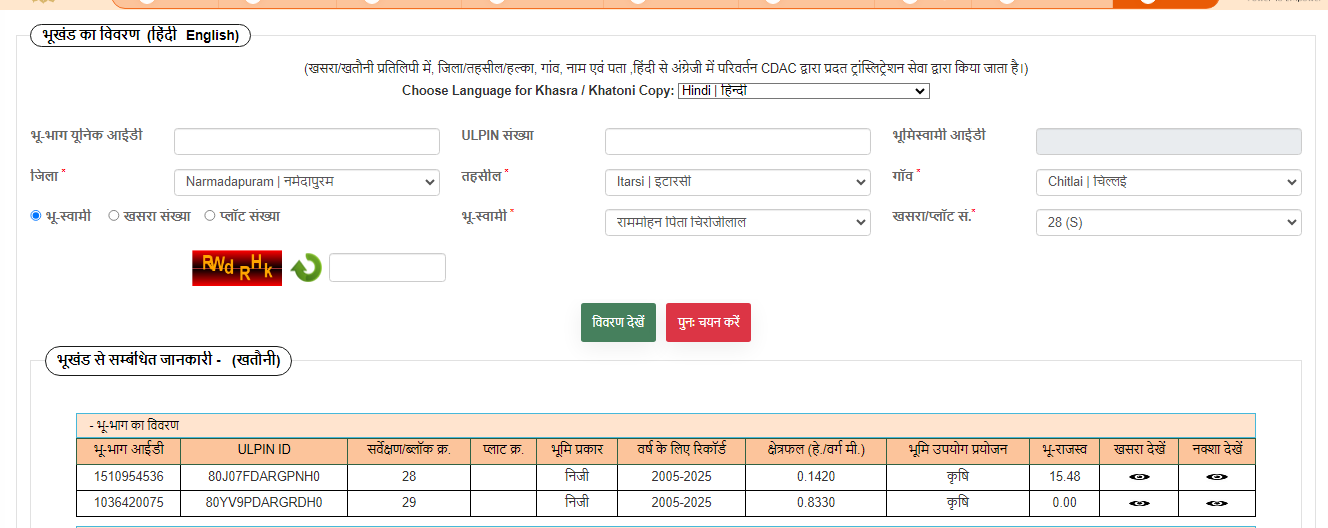 भूखंड का विवरण (हिंदी English)
(खसरा/खतौनी प्रतिलिपी में, जिला/तहसील/हल्का, गांव, नाम एवं पता ,हिंदी से अंग्रेजी में परिवर्तन CDAC द्वारा प्रदत ट्रांस्लिट्रेशन सेवा द्वारा किया जाता है।)
Choose Language for Khasra / Khatoni Copy: Hindi | हिन्दी
भू-भाग यूनिक आईडी ULPIN संख्या भूमिस्वामी आईडी
जिला * Narmadapuram | नर्मदापुरम तहसील * Itarsi | इटारसी गाँव * Chitlai | चिल्लई
भू-स्वामी खसरा संख्या प्लॉट संख्या भू-स्वामी * राममोहन पिता चिरोंजीलाल खसरा/प्लॉट सं.* 28 (S)
RWdRHk
विवरण देखें पुनः चयन करें
भूखंड से सम्बंधित जानकारी - (खतौनी)
- भू-भाग का विवरण
भू-भाग आईडी ULPIN ID सर्वेक्षण/ब्लॉक क्र. प्लाट क्र. भूमि प्रकार वर्ष के लिए रिकॉर्ड क्षेत्रफल (हे./वर्ग मी.) भूमि उपयोग प्रयोजन भू-राजस्व खसरा देखें नक्शा देखें
1510954536 80J07FDARGPNH0 28 निजी 2005-2025 0.1420 कृषि 15.48
1036420075 80YV9PDARGRDH0 29 निजी 2005-2025 0.8330 कृषि 0.00